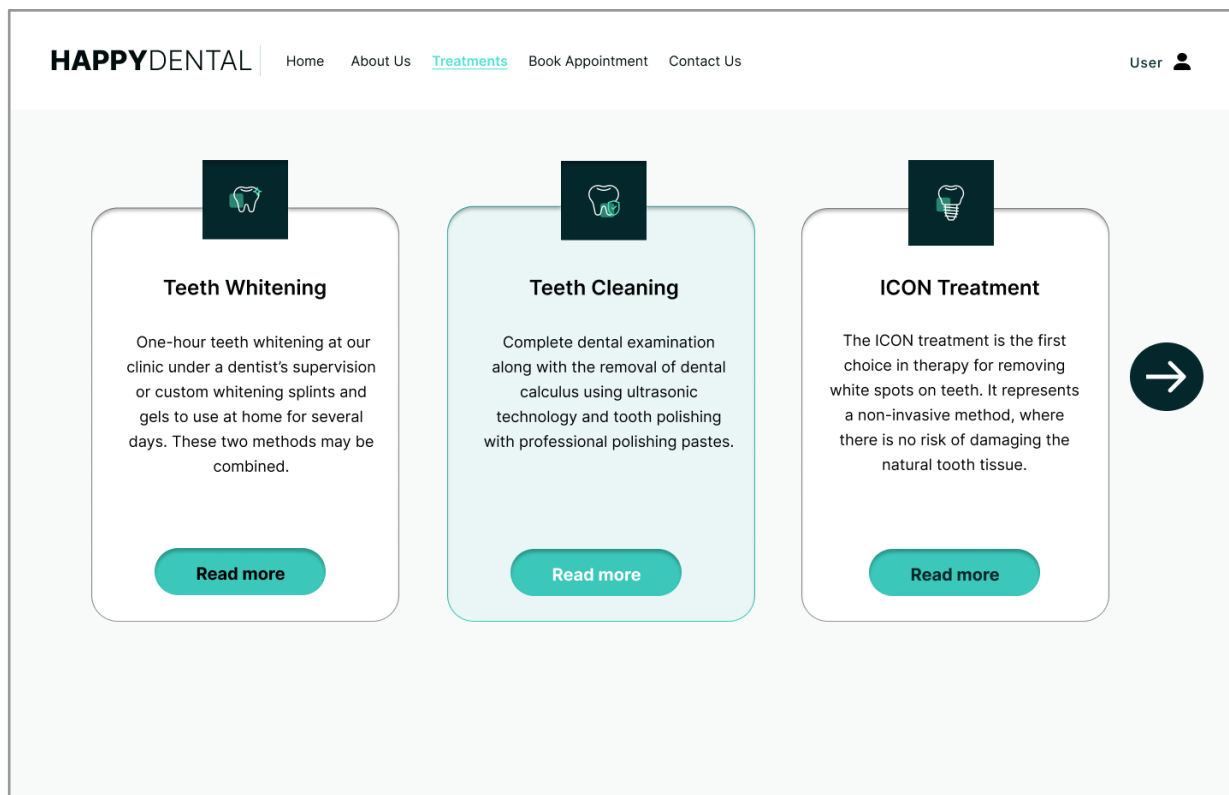 HAPPYDENTAL
Home About Us Treatments Book Appointment Contact Us
User
Teeth Whitening
One-hour teeth whitening at our
clinic under a dentist’s supervision
or custom whitening splints and
gels to use at home for several
days. These two methods may be
combined.
Read more
Teeth Cleaning
Complete dental examination
along with the removal of dental
calculus using ultrasonic
technology and tooth polishing
with professional polishing pastes.
Read more
ICON Treatment
The ICON treatment is the first
choice in therapy for removing
white spots on teeth. It represents
a non-invasive method, where
there is no risk of damaging the
natural tooth tissue.
Read more